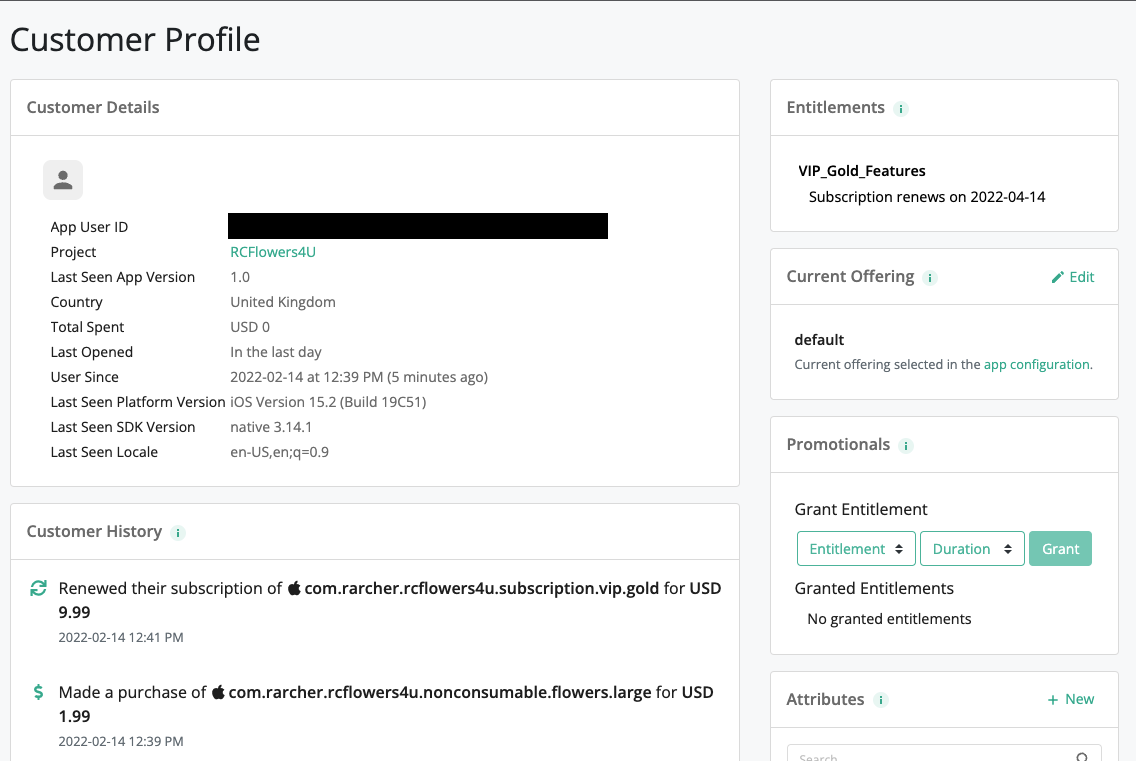 Customer Profile
Customer Details
App User ID
Project RCFlowers4U
Last Seen App Version 1.0
Country United Kingdom
Total Spent USD 0
Last Opened In the last day
User Since 2022-02-14 at 12:39 PM (5 minutes ago)
Last Seen Platform Version iOS Version 15.2 (Build 19C51)
Last Seen SDK Version native 3.14.1
Last Seen Locale en-US,en;q=0.9
Customer History
Renewed their subscription of com.rarcher.rcflowers4u.subscription.vip.gold for USD
9.99
2022-02-14 12:41 PM
Made a purchase of com.rarcher.rcflowers4u.nonconsumable.flowers.large for USD
1.99
2022-02-14 12:39 PM
Entitlements
VIP_Gold_Features
Subscription renews on 2022-04-14
Current Offering Edit
default
Current offering selected in the app configuration.
Promotionals
Grant Entitlement
Entitlement Duration Grant
Granted Entitlements
No granted entitlements
Attributes + New
Search